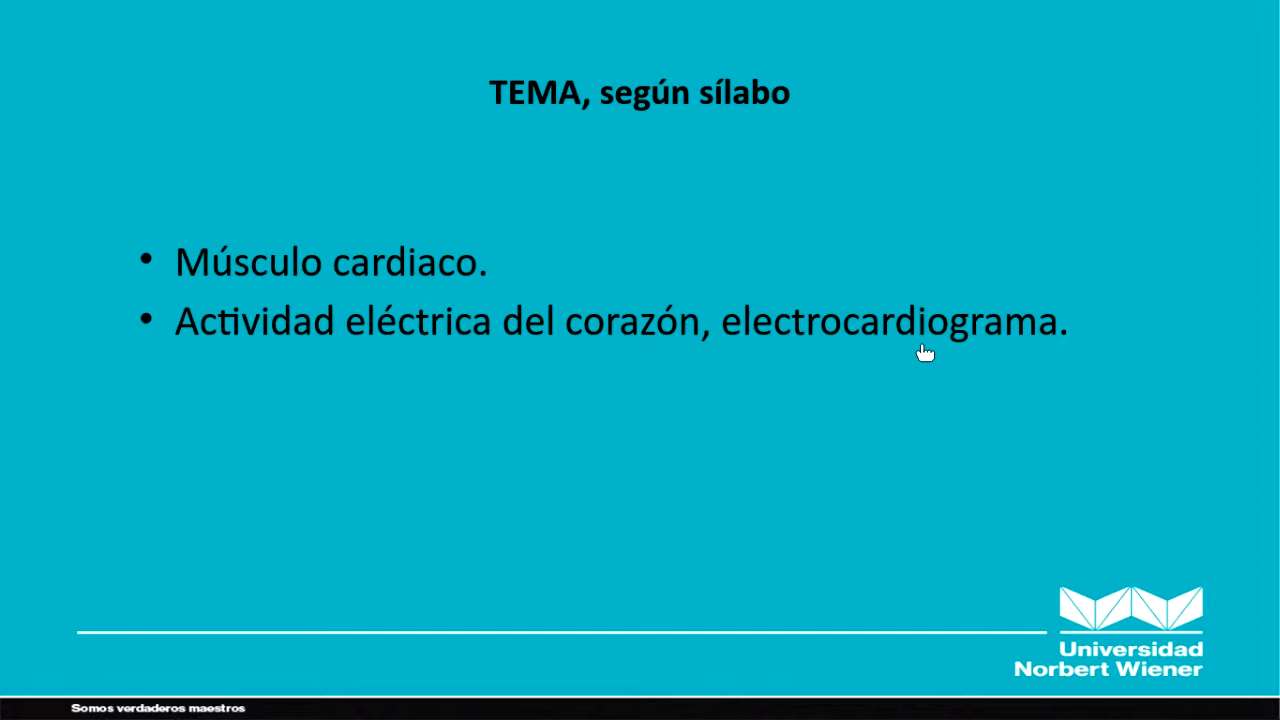 TEMA, según sílabo
• Músculo cardiaco.
• Actividad eléctrica del corazón, electrocardiograma.
Universidad
Norbert Wiener
Somos verdaderos maestros